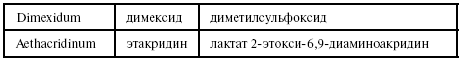 Dimexidum димексид диметилсульфоксид
Aethacridinum этакридин лактат 2-этокси-6,9-диаминоакридин